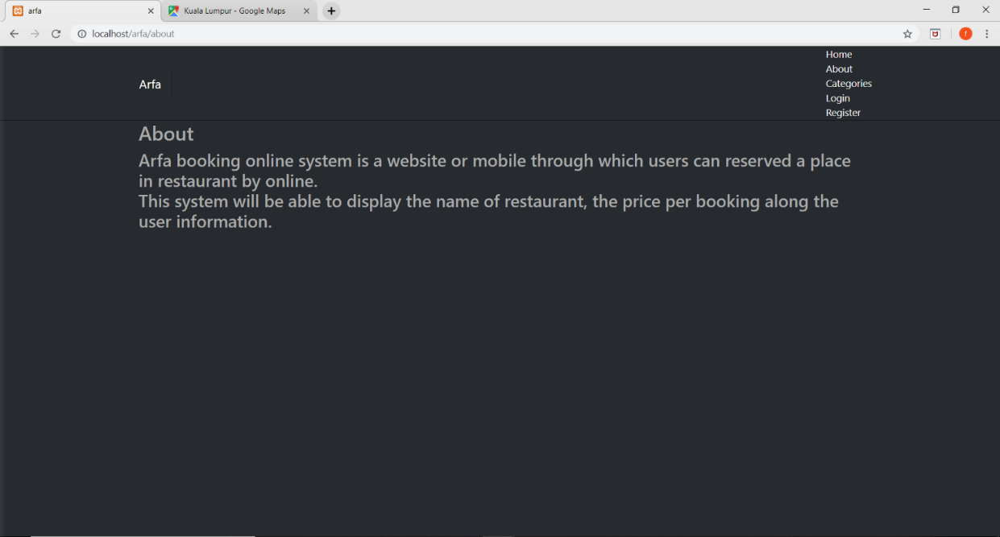 arfa
Kuala Lumpur - Google Maps
localhost/arfa/about
f
Arfa
Home
About
Categories
Login
Register
About
Arfa booking online system is a website or mobile through which users can reserved a place
in restaurant by online.
This system will be able to display the name of restaurant, the price per booking along the
user information.